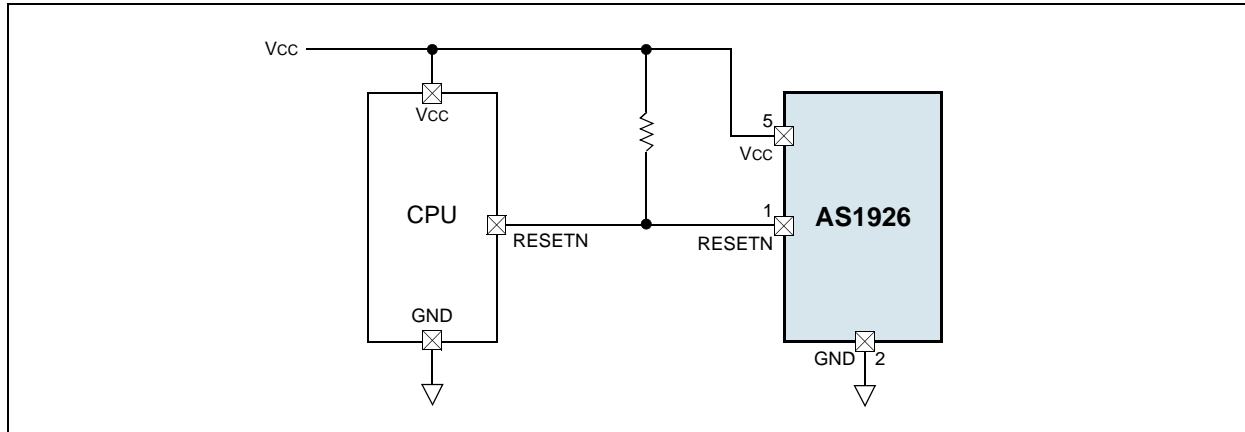 Vcc
Vcc
5
Vcc
CPU
1
AS1926
RESETN
RESETN
GND
GND 2